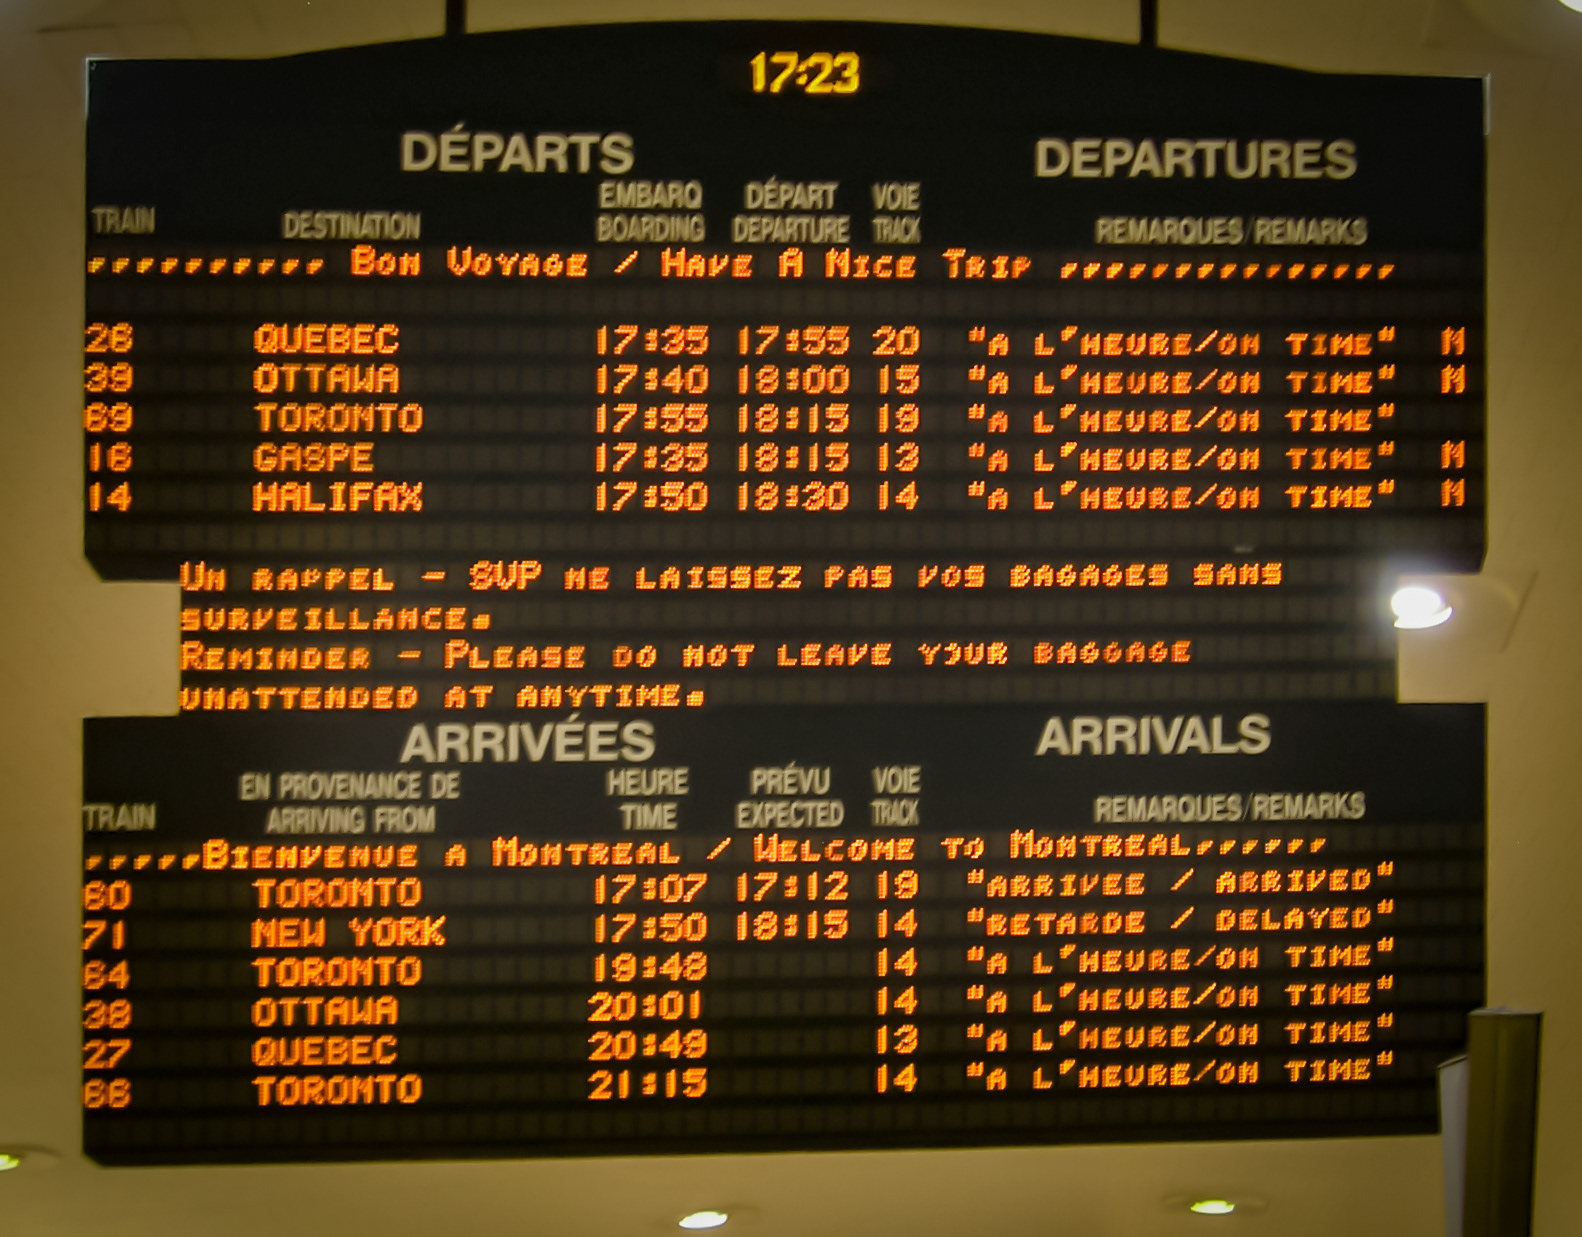 17:23
DÉPARTS DEPARTURES
TRAIN DESTINATION EMBARQ BOARDING DÉPART DEPARTURE VOIE TRACK REMARQUES/REMARKS
Bon Voyage / Have A Nice Trip
26 QUEBEC 17:35 17:55 20 "A L'HEURE/ON TIME" M
39 OTTAWA 17:40 18:00 15 "A L'HEURE/ON TIME" M
69 TORONTO 17:55 18:15 19 "A L'HEURE/ON TIME"
16 GASPE 17:35 18:15 13 "A L'HEURE/ON TIME" M
14 HALIFAX 17:50 18:30 14 "A L'HEURE/ON TIME" M
Un rappel - SVP ne laissez pas vos bagages sans
surveillance.
Reminder - Please do not leave your baggage
unattended at anytime.
ARRIVÉES ARRIVALS
TRAIN EN PROVENANCE DE ARRIVING FROM HEURE TIME PRÉVU EXPECTED VOIE TRACK REMARQUES/REMARKS
,,,,,Bienvenue a Montreal / Welcome to Montreal,,,,,,
60 TORONTO 17:07 17:12 19 "ARRIVEE / ARRIVED"
71 NEW YORK 17:50 18:15 14 "RETARDE / DELAYED"
64 TORONTO 19:48 14 "A L'HEURE/ON TIME"
38 OTTAWA 20:01 14 "A L'HEURE/ON TIME"
27 QUEBEC 20:49 13 "A L'HEURE/ON TIME"
66 TORONTO 21:15 14 "A L'HEURE/ON TIME"